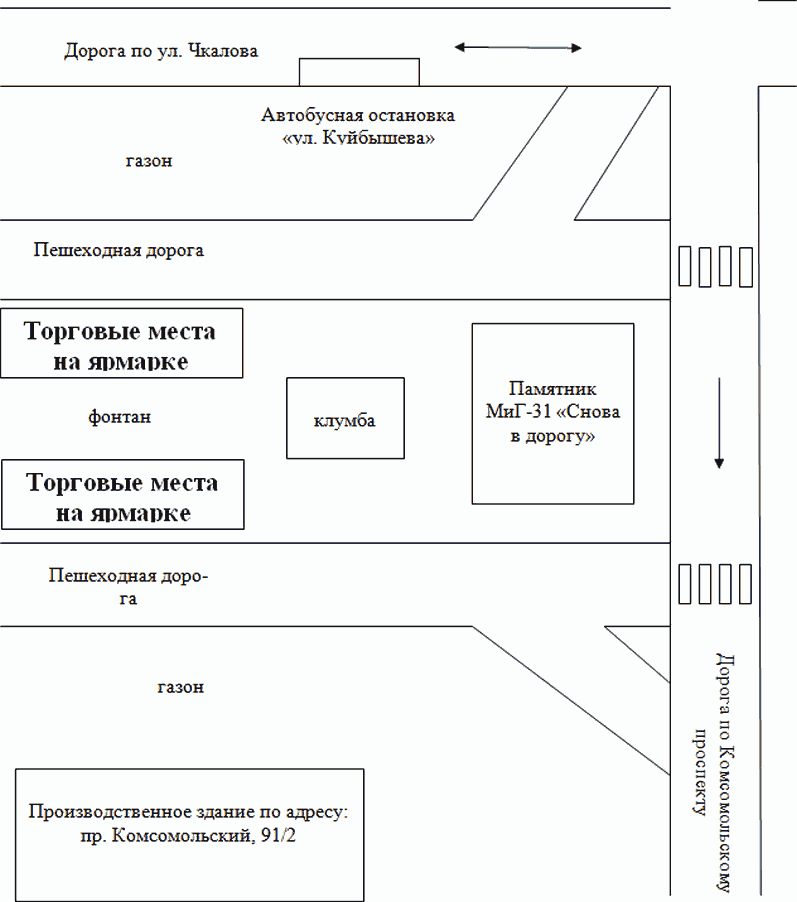 Дорога по ул. Чкалова
Автобусная остановка
«ул. Куйбышева»
газон
Пешеходная дорога
Торговые места
на ярмарке
Памятник
МиГ-31 «Снова
в дорогу»
клумба
фонтан
Торговые места
на ярмарке
Пешеходная доро-
га
газон
Дорога по Комсомольскому
проспекту
Производственное здание по адресу:
пр. Комсомольский, 91/2